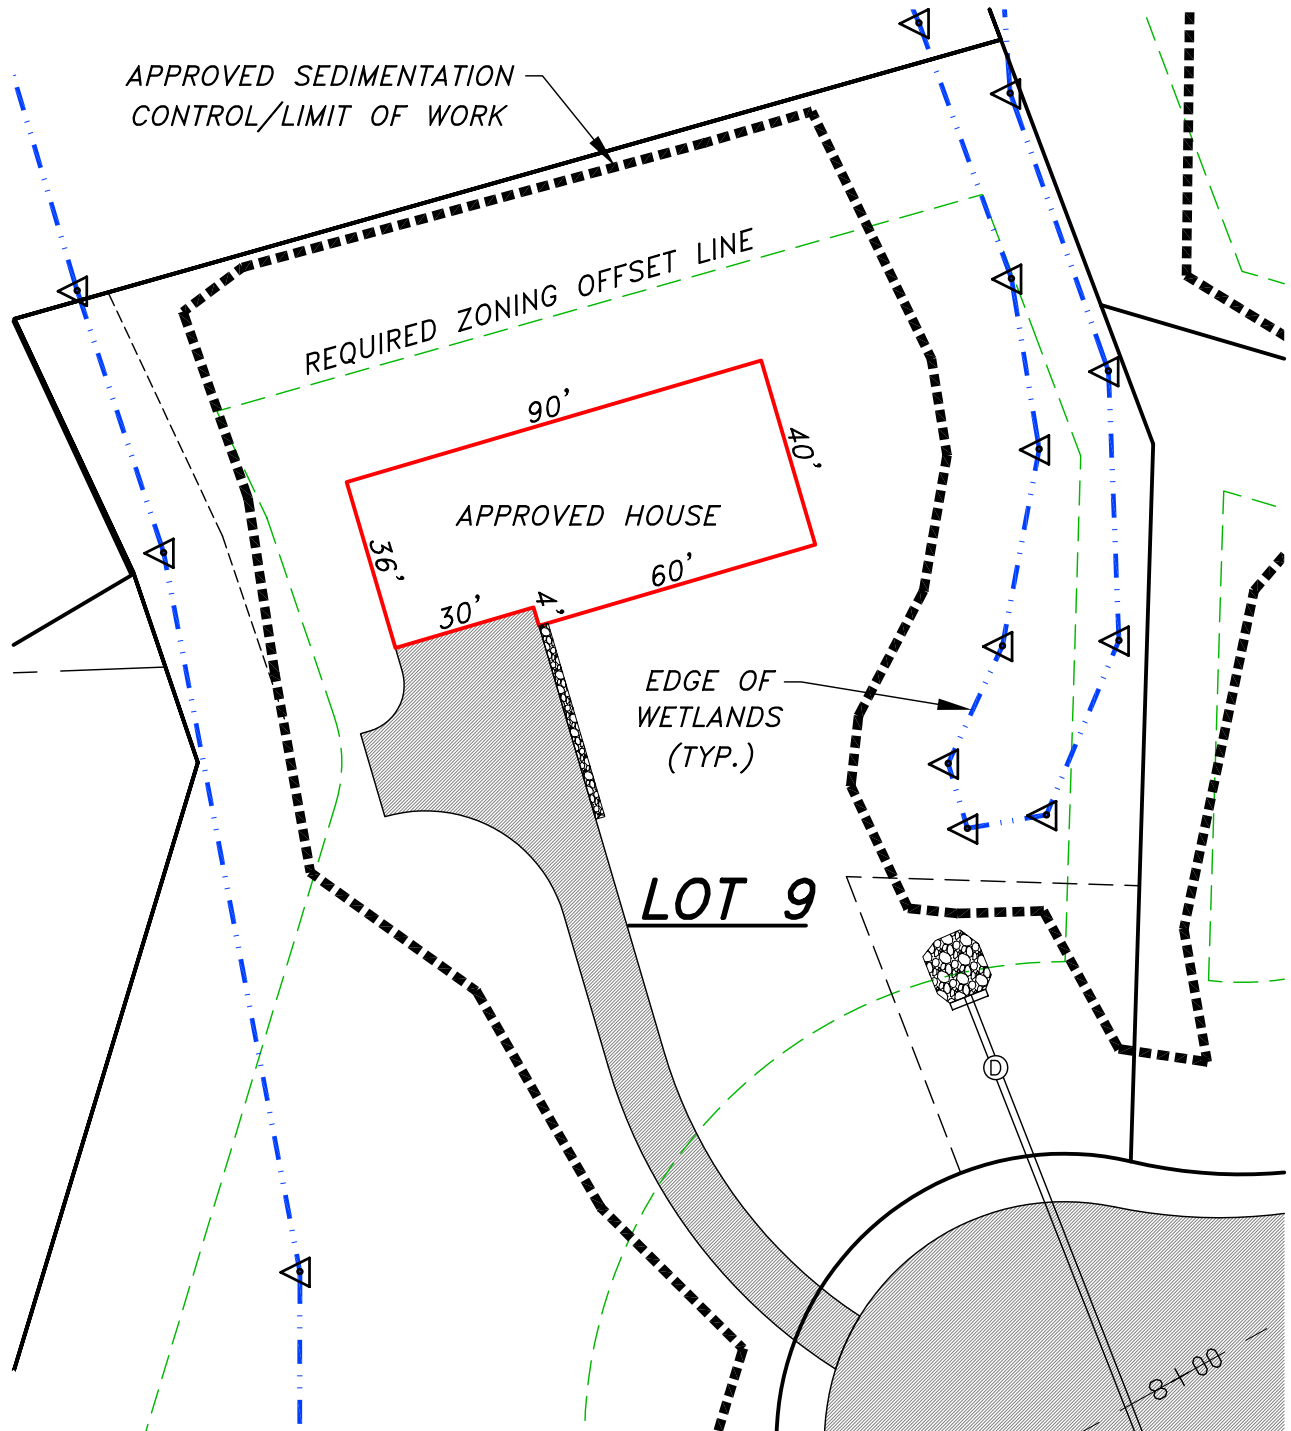 APPROVED SEDIMENTATION
CONTROL/LIMIT OF WORK
REQUIRED ZONING OFFSET LINE
90'
40'
APPROVED HOUSE
36'
60'
30'
4'
EDGE OF
WETLANDS
(TYP.)
LOT 9
D
8+00